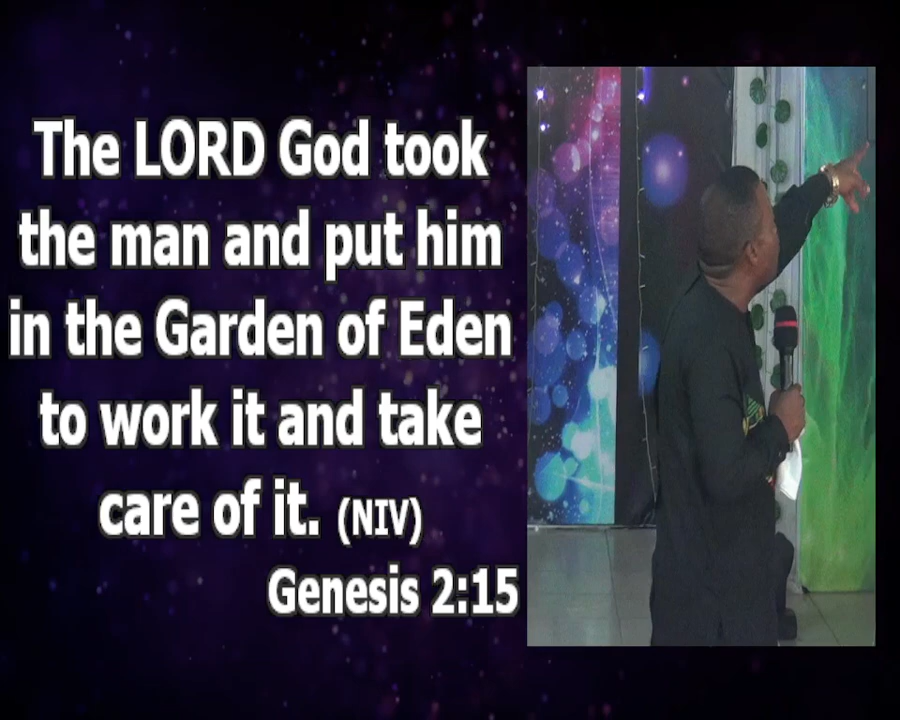 The LORD God took
the man and put him
in the Garden of Eden
to work it and take
care of it. (NIV)
Genesis 2:15